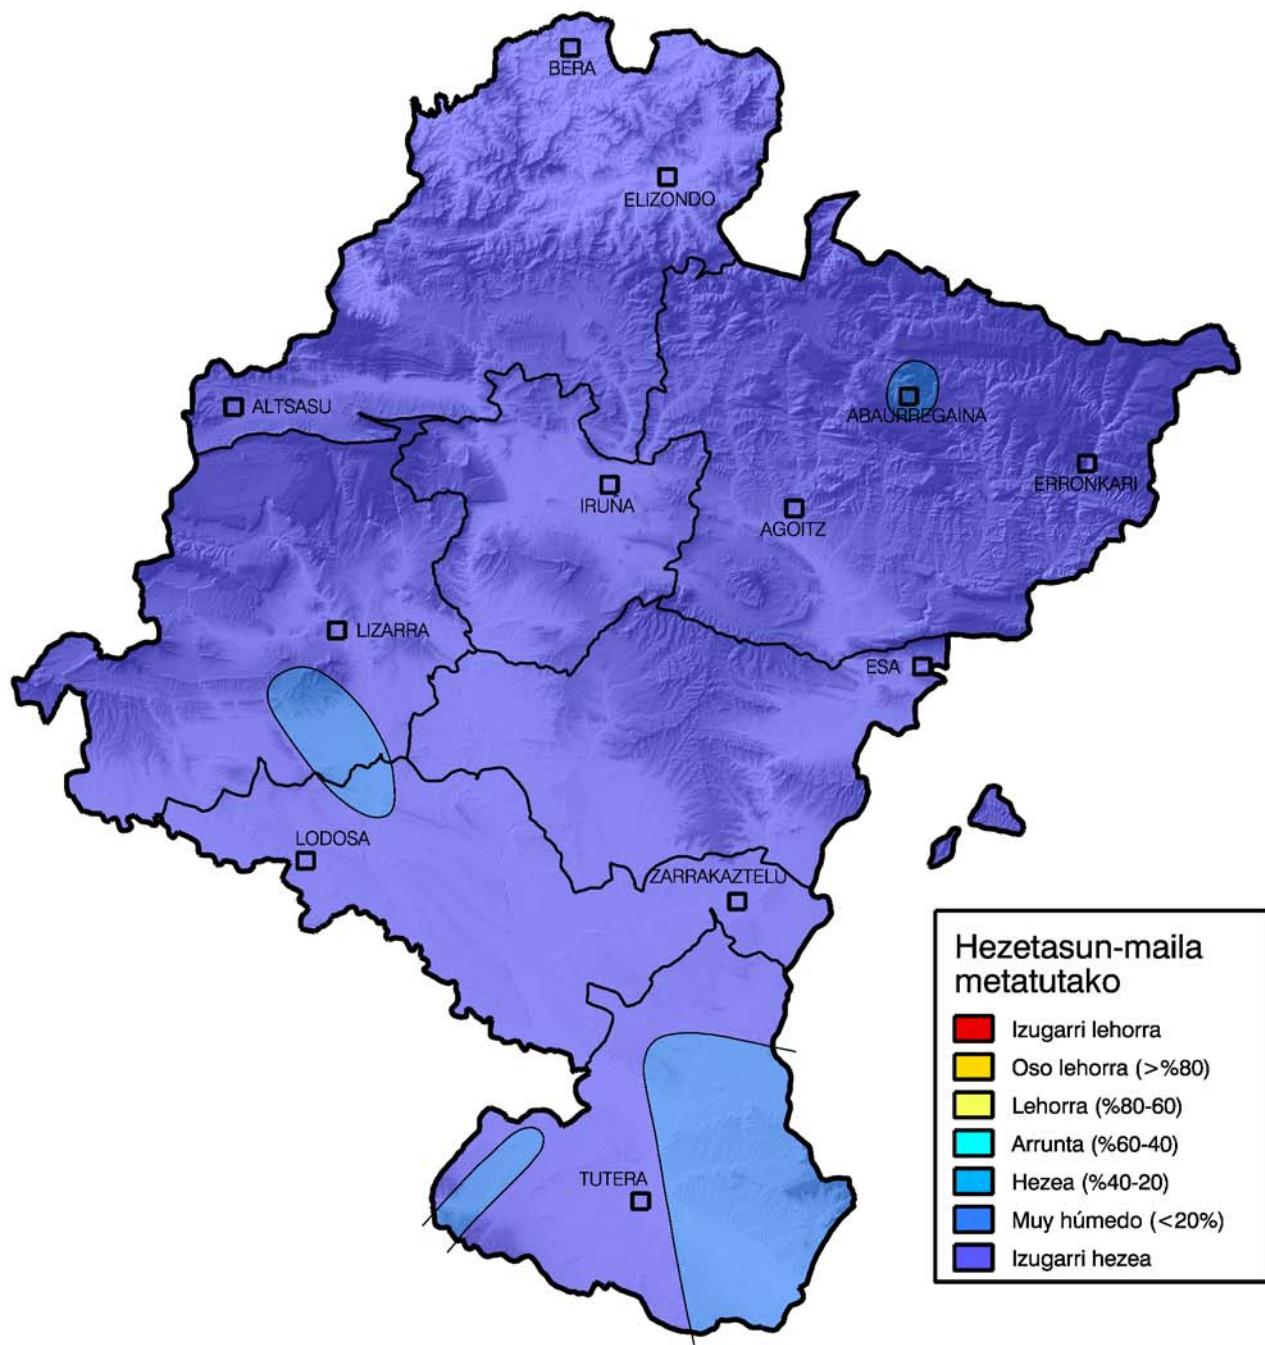 BERA
ELIZONDO
ALTSASU
ABAURREGAINA
ERRONKARI
IRUÑA
AGOITZ
LIZARRA
ESA
LODOSA
ZARRAKAZTELU
TUTERA
Hezetasun-maila
metatutako
Izugarri lehorra
Oso lehorra (>%80)
Lehorra (%80-60)
Arrunta (%60-40)
Hezea (%40-20)
Muy húmedo (<20%)
Izugarri hezea